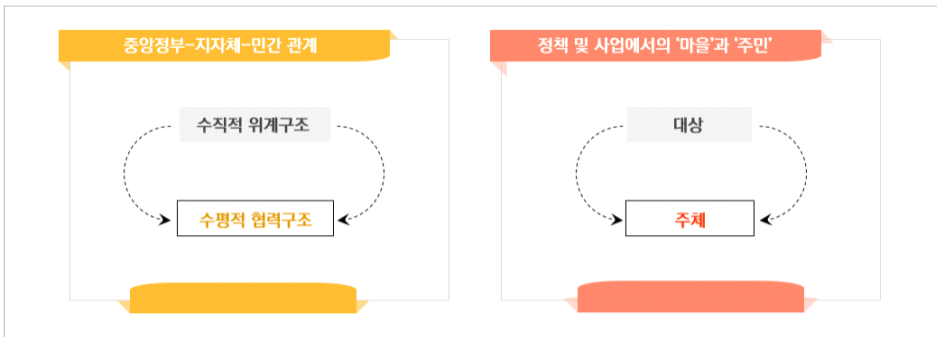 중앙정부-지자체-민간 관계
수직적 위계구조
수평적 협력구조
정책 및 사업에서의 '마을'과 '주민'
대상
주체